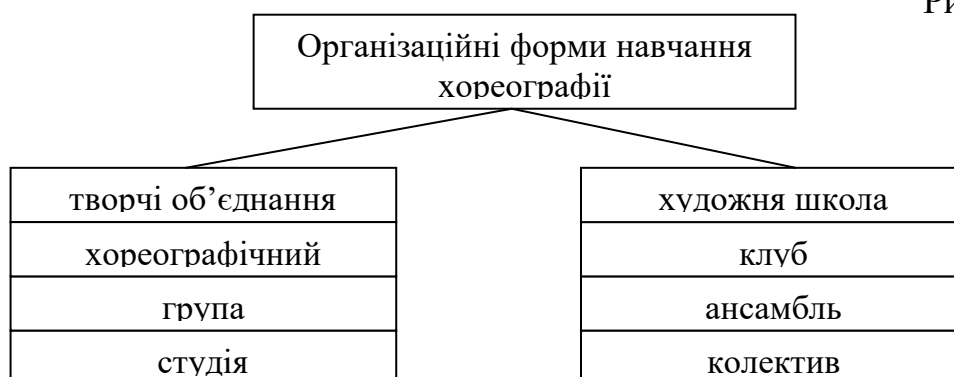 Ри
Організаційні форми навчання
хореографії
творчі об’єднання
хореографічний
група
студія
художня школа
клуб
ансамбль
колектив